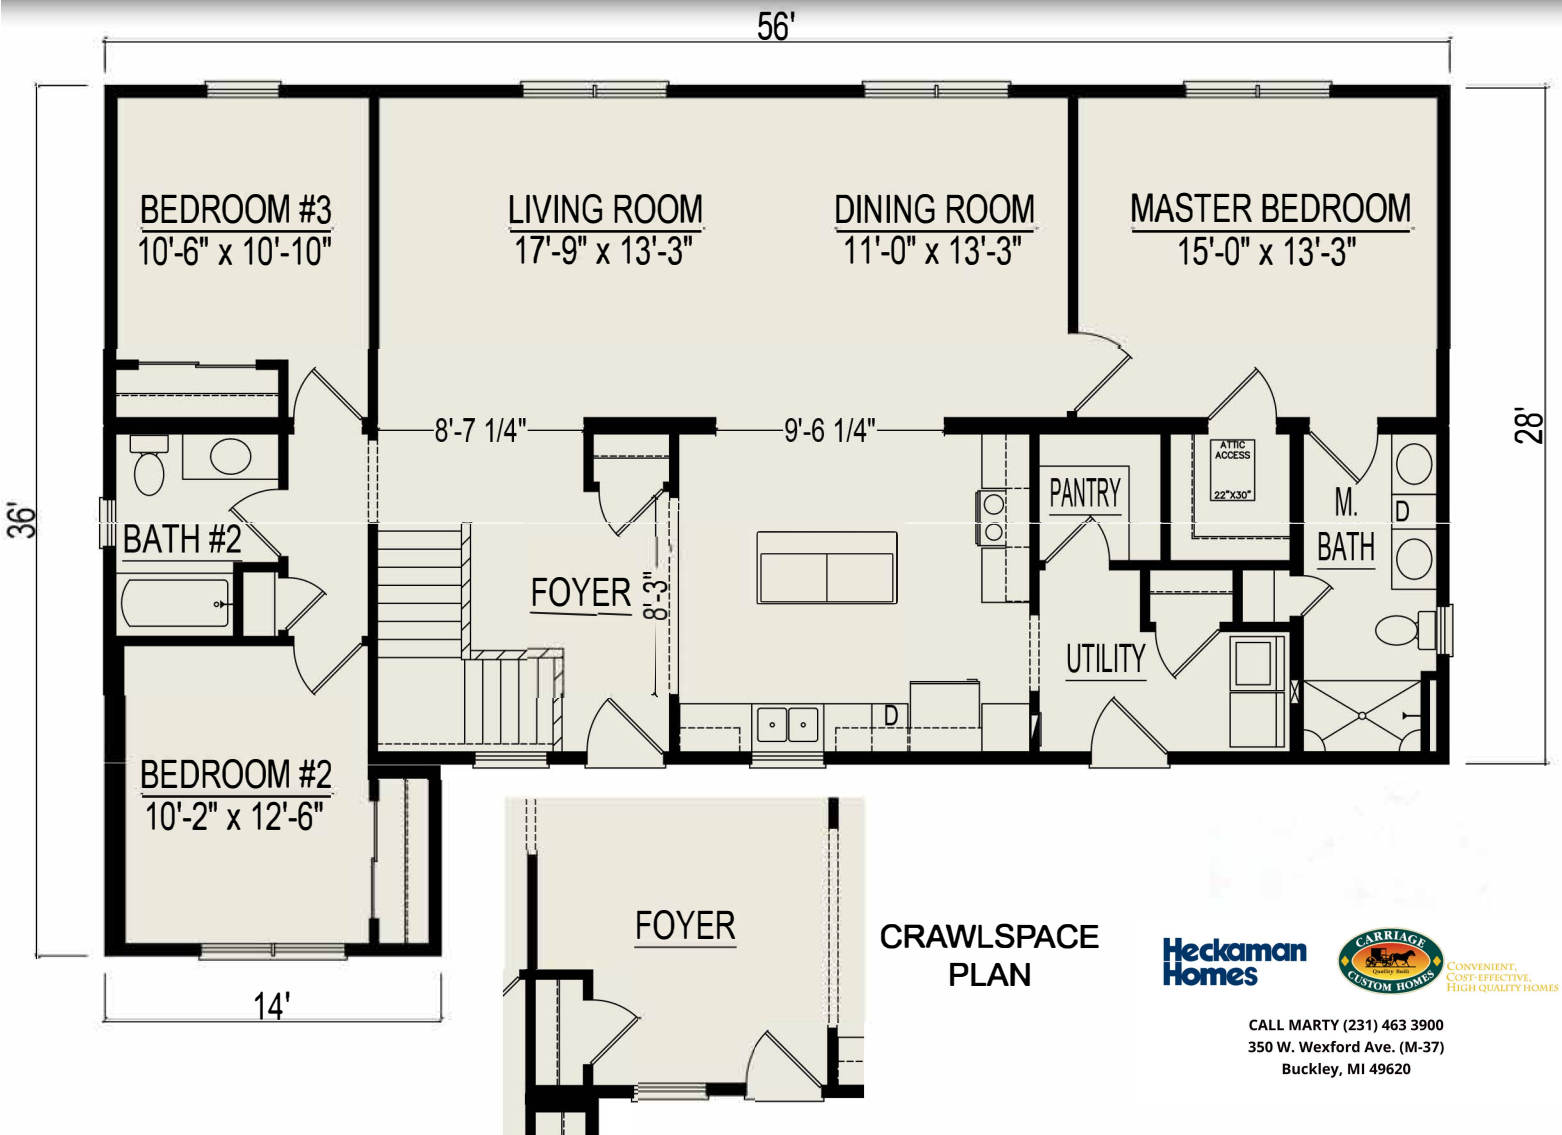 56'
BEDROOM #3
10'-6" x 10'-10"
LIVING ROOM
17'-9" x 13'-3"
DINING ROOM
11'-0" x 13'-3"
MASTER BEDROOM
15'-0" x 13'-3"
36'
28'
8'-7 1/4"
9'-6 1/4"
BATH #2
FOYER
8'-3"
PANTRY
ATTIC
ACCESS
22"X30"
M.
BATH
D
UTILITY
D
BEDROOM #2
10'-2" x 12'-6"
14'
FOYER
CRAWLSPACE
PLAN
Heckaman
Homes
CARRIAGE
Quality Built
CUSTOM HOMES
CONVENIENT,
COST-EFFECTIVE,
HIGH QUALITY HOMES
CALL MARTY (231) 463 3900
350 W. Wexford Ave. (M-37)
Buckley, MI 49620